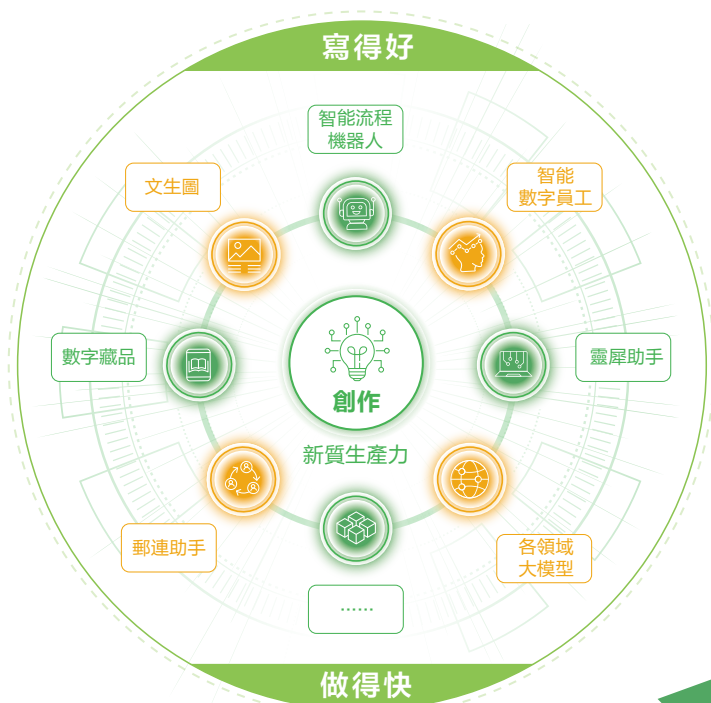 寫得好
智能流程
機器人
文生圖
智能
數字員工
數字藏品
靈犀助手
創作
新質生產力
郵連助手
各領域
大模型
……
做得快